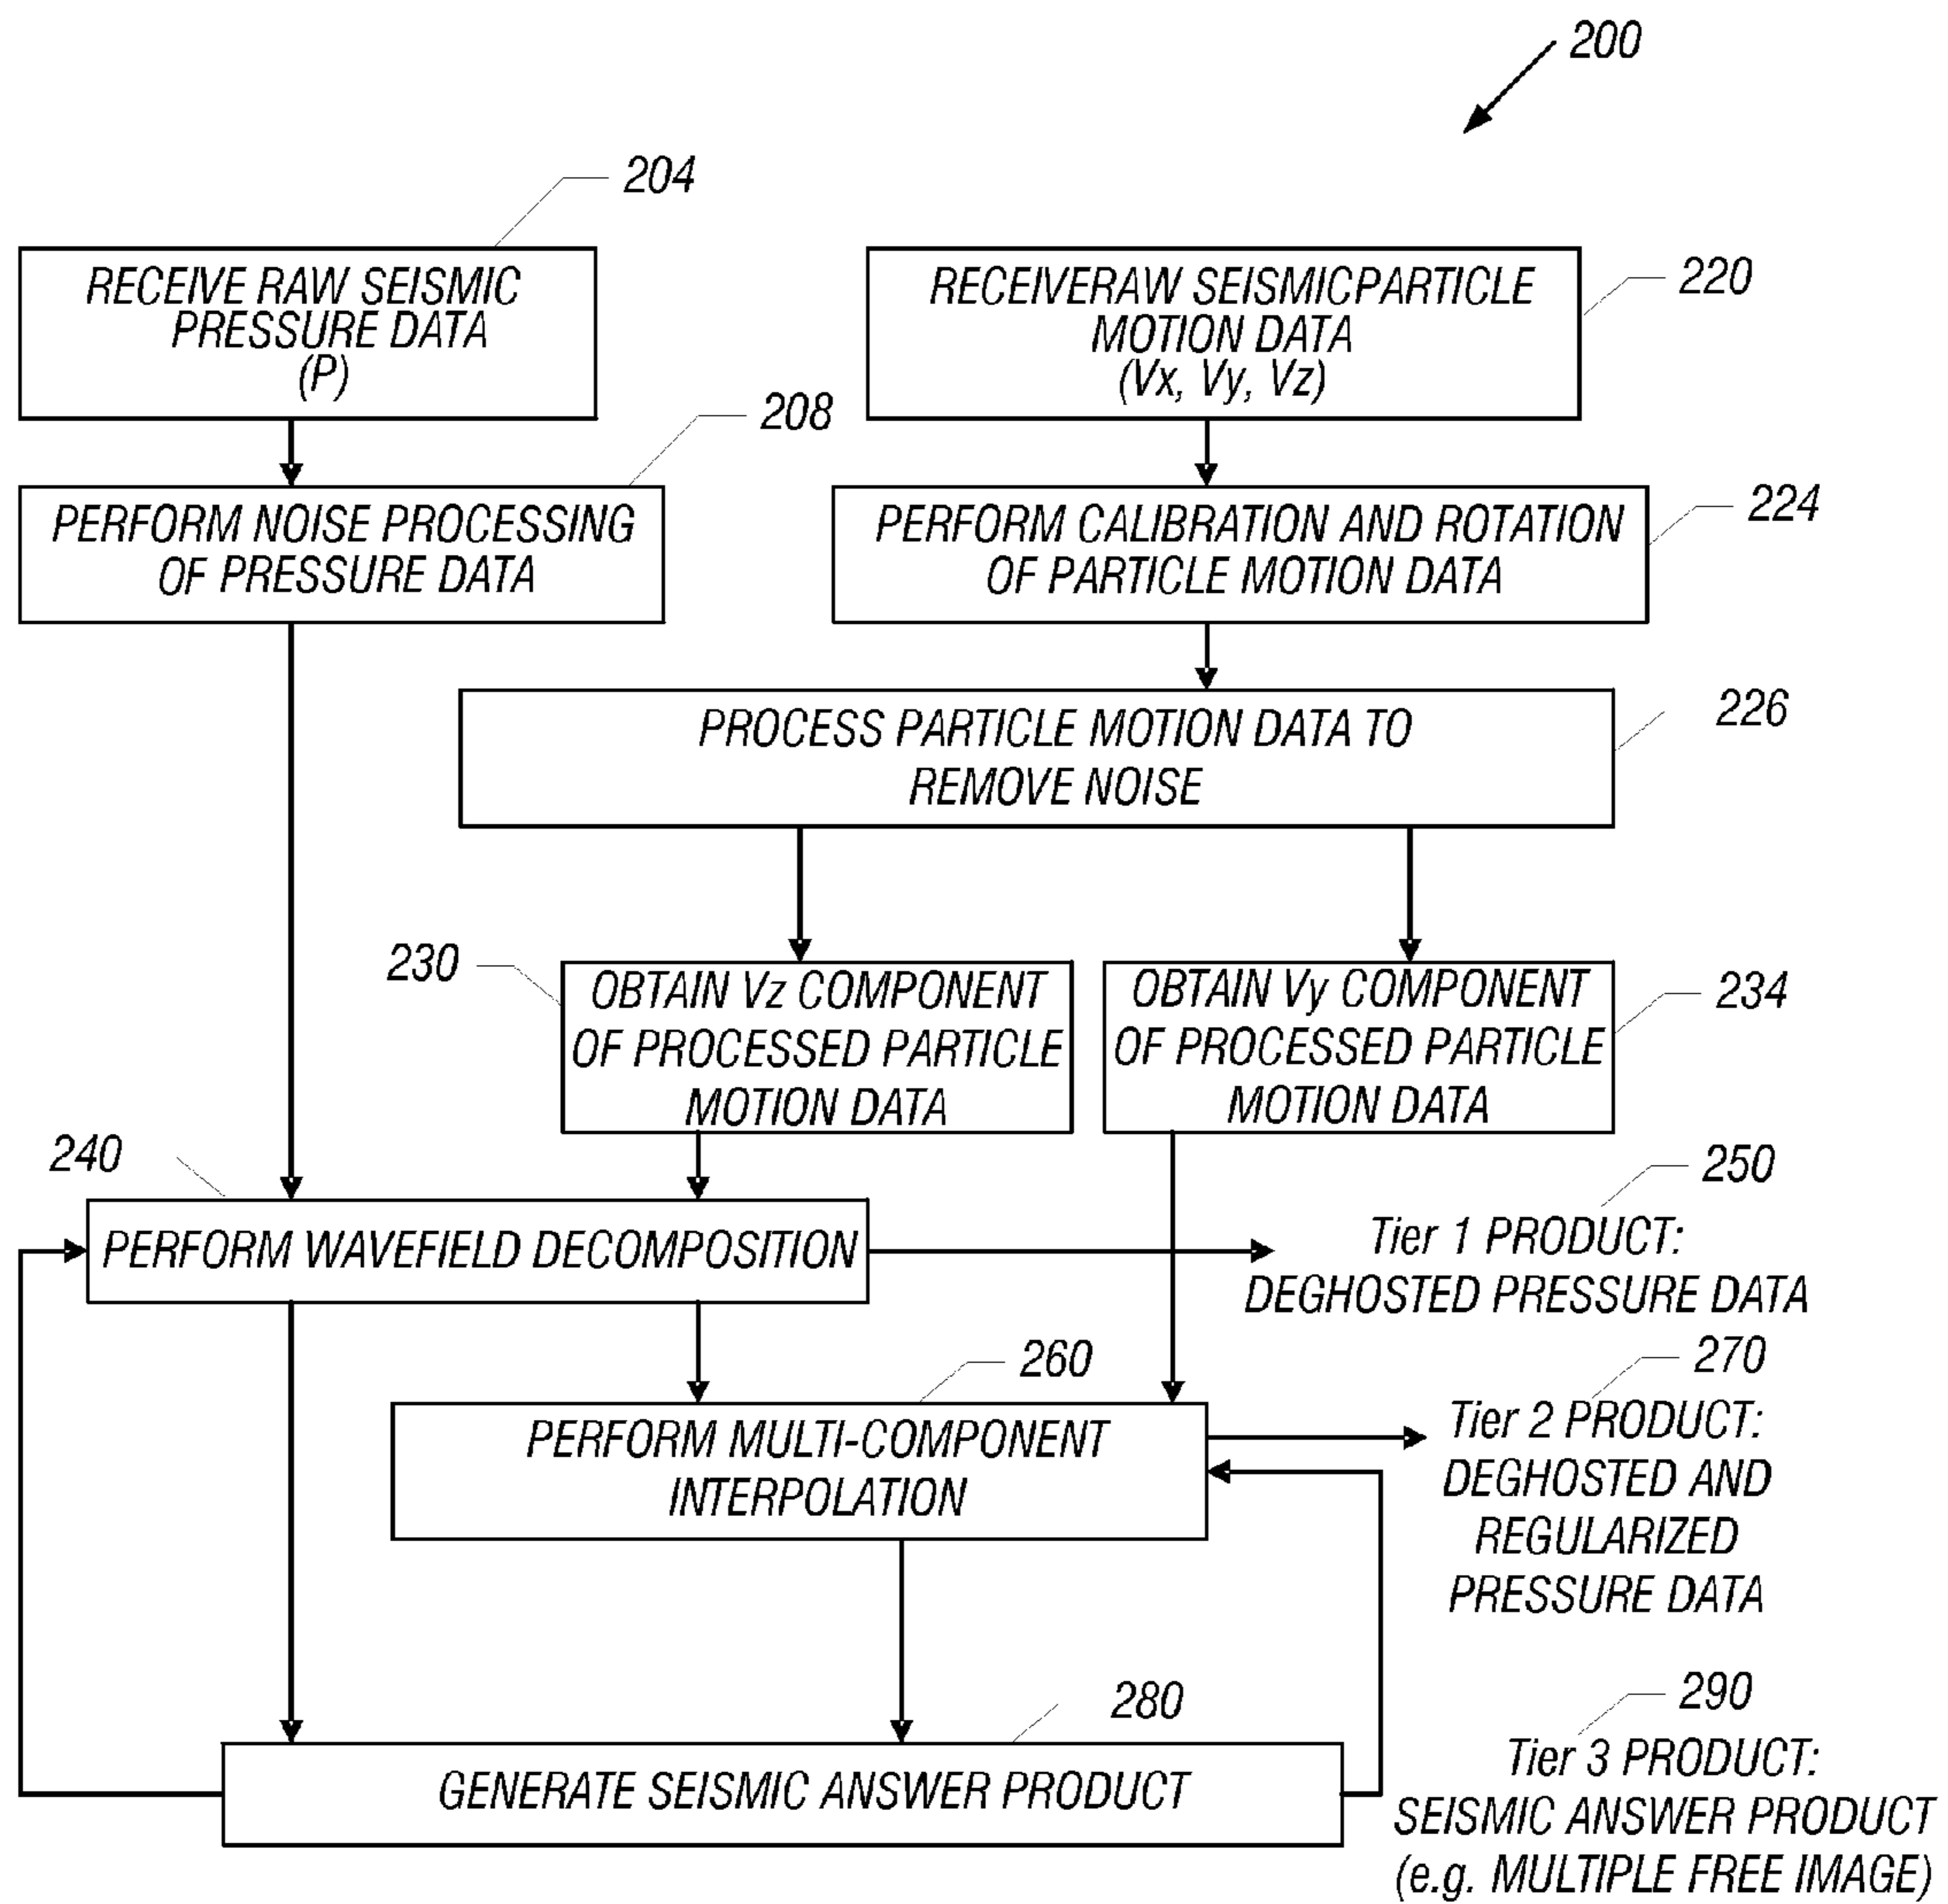 200
204
RECEIVE RAW SEISMIC
PRESSURE DATA
(P)
220
RECEIVERAW SEISMICPARTICLE
MOTION DATA
(Vx, Vy, Vz)
208
PERFORM NOISE PROCESSING
OF PRESSURE DATA
224
PERFORM CALIBRATION AND ROTATION
OF PARTICLE MOTION DATA
226
PROCESS PARTICLE MOTION DATA TO
REMOVE NOISE
230
OBTAIN Vz COMPONENT
OF PROCESSED PARTICLE
MOTION DATA
234
OBTAIN Vy COMPONENT
OF PROCESSED PARTICLE
MOTION DATA
240
PERFORM WAVEFIELD DECOMPOSITION
250
Tier 1 PRODUCT:
DEGHOSTED PRESSURE DATA
260
PERFORM MULTI-COMPONENT
INTERPOLATION
270
Tier 2 PRODUCT:
DEGHOSTED AND
REGULARIZED
PRESSURE DATA
280
GENERATE SEISMIC ANSWER PRODUCT
290
Tier 3 PRODUCT:
SEISMIC ANSWER PRODUCT
(e.g. MULTIPLE FREE IMAGE)